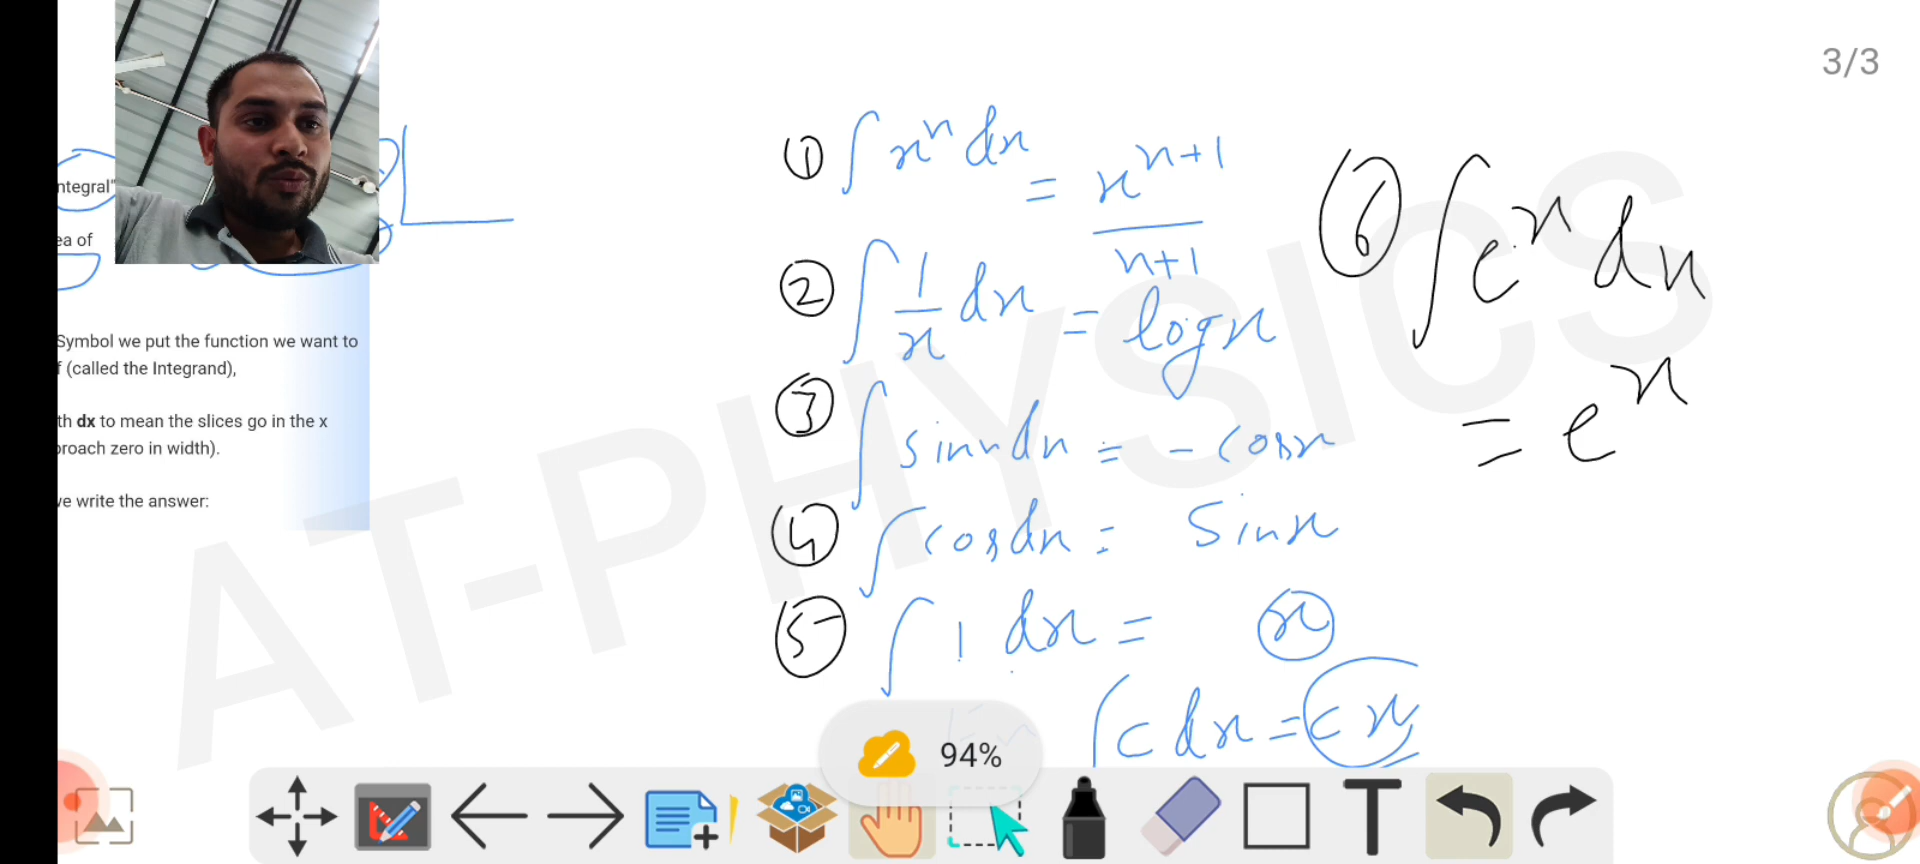 3/3
ntegral"
ea of
Symbol we put the function we want to
f (called the Integrand),
th dx to mean the slices go in the x
proach zero in width).
ve write the answer:
① ∫ xⁿ dx = xⁿ⁺¹ / n+1
② ∫ 1/x dx = log x
③ ∫ sin x dx = - cos x
④ ∫ cos dx = Sin x
⑤ ∫ 1 dx = x
∫ c dx = c x
⑥ ∫ eˣ dx
= eˣ
AT-PHYSICS
94%
T